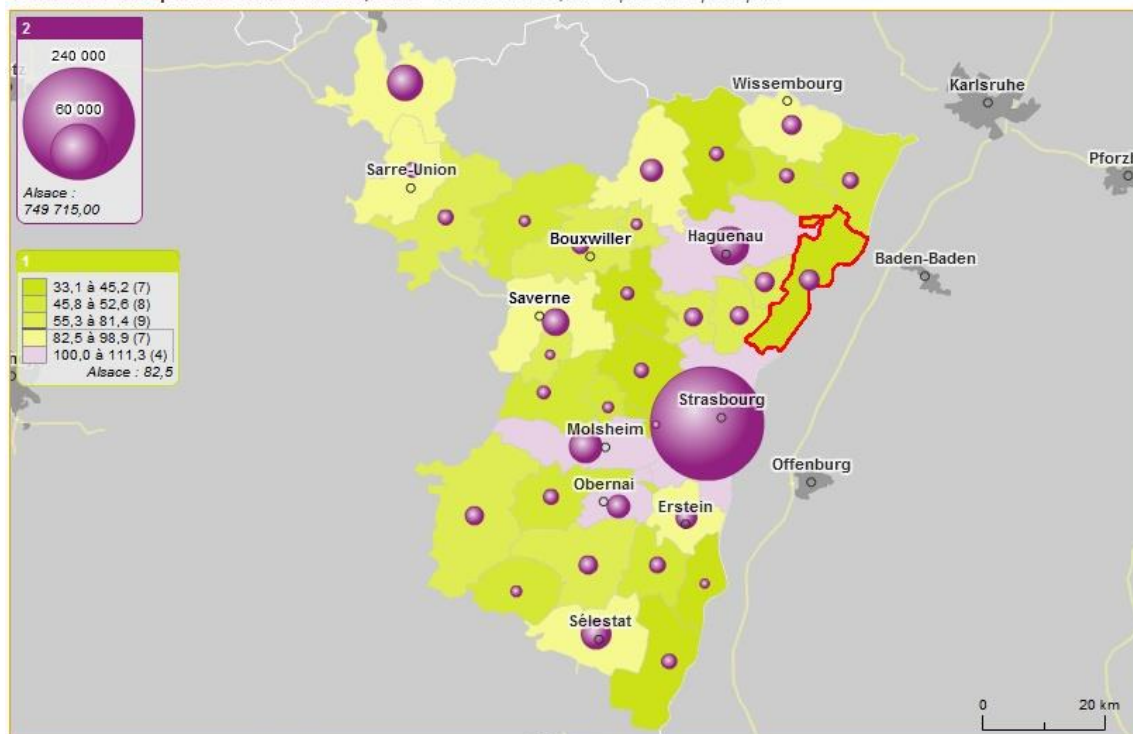 2
240 000
60 000
Alsace :
749 715,00
1
33,1 à 45,2 (7)
45,8 à 52,6 (8)
55,3 à 81,4 (9)
82,5 à 98,9 (7)
100,0 à 111,3 (4)
Alsace : 82,5
Wissembourg
Karlsruhe
Sarre-Union
Bouxwiller
Haguenau
Baden-Baden
Saverne
Strasbourg
Molsheim
Offenburg
Obernai
Erstein
Sélestat
0 20 km